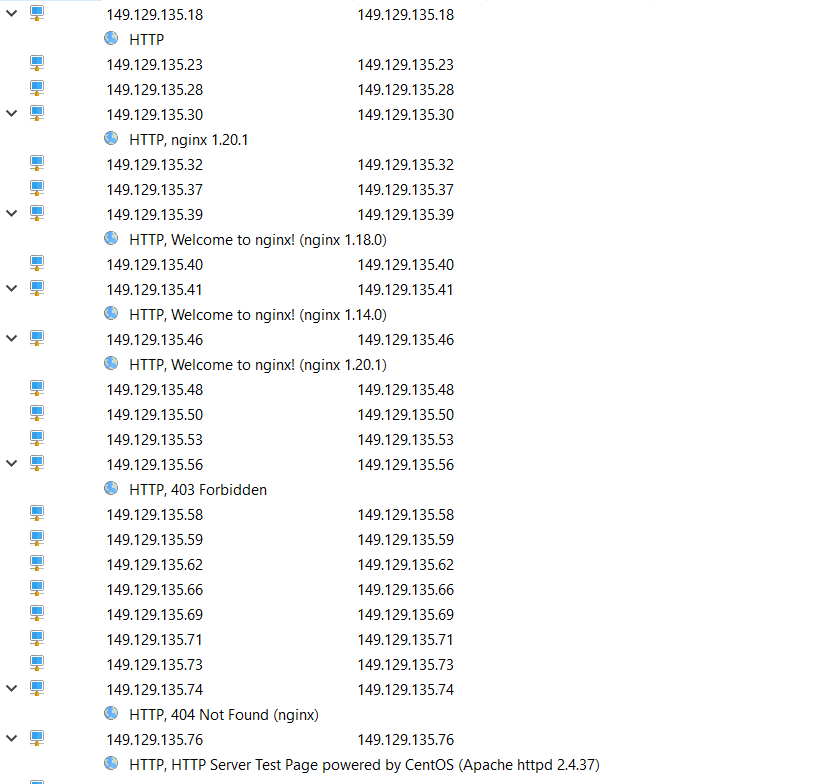 149.129.135.18 149.129.135.18
HTTP
149.129.135.23 149.129.135.23
149.129.135.28 149.129.135.28
149.129.135.30 149.129.135.30
HTTP, nginx 1.20.1
149.129.135.32 149.129.135.32
149.129.135.37 149.129.135.37
149.129.135.39 149.129.135.39
HTTP, Welcome to nginx! (nginx 1.18.0)
149.129.135.40 149.129.135.40
149.129.135.41 149.129.135.41
HTTP, Welcome to nginx! (nginx 1.14.0)
149.129.135.46 149.129.135.46
HTTP, Welcome to nginx! (nginx 1.20.1)
149.129.135.48 149.129.135.48
149.129.135.50 149.129.135.50
149.129.135.53 149.129.135.53
149.129.135.56 149.129.135.56
HTTP, 403 Forbidden
149.129.135.58 149.129.135.58
149.129.135.59 149.129.135.59
149.129.135.62 149.129.135.62
149.129.135.66 149.129.135.66
149.129.135.69 149.129.135.69
149.129.135.71 149.129.135.71
149.129.135.73 149.129.135.73
149.129.135.74 149.129.135.74
HTTP, 404 Not Found (nginx)
149.129.135.76 149.129.135.76
HTTP, HTTP Server Test Page powered by CentOS (Apache httpd 2.4.37)